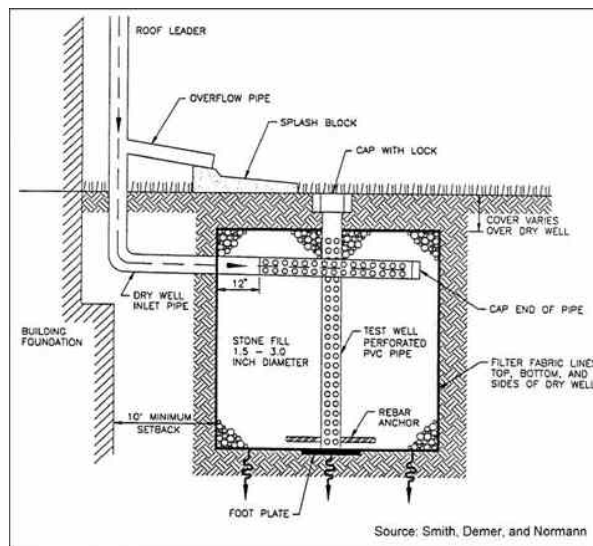 ROOF LEADER
OVERFLOW PIPE
SPLASH BLOCK
CAP WITH LOCK
COVER VARIES
OVER DRY WELL
12"
DRY WELL
INLET PIPE
CAP END OF PIPE
BUILDING
FOUNDATION
STONE FILL
1.5 – 3.0
INCH DIAMETER
TEST WELL
PERFORATED
PVC PIPE
FILTER FABRIC LINES
TOP, BOTTOM, AND
SIDES OF DRY WELL
10' MINIMUM
SETBACK
REBAR
ANCHOR
FOOT PLATE
Source: Smith, Demer, and Normann